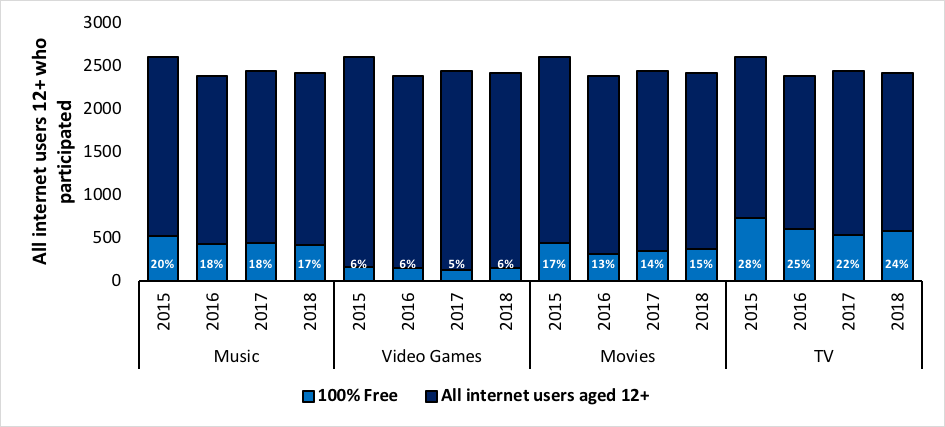 All internet users 12+ who
participated
3000
2500
2000
1500
1000
500
0
20% 18% 18% 17% 6% 6% 5% 6% 17% 13% 14% 15% 28% 25% 22% 24%
2015 2016 2017 2018 2015 2016 2017 2018 2015 2016 2017 2018 2015 2016 2017 2018
Music Video Games Movies TV
100% Free All internet users aged 12+